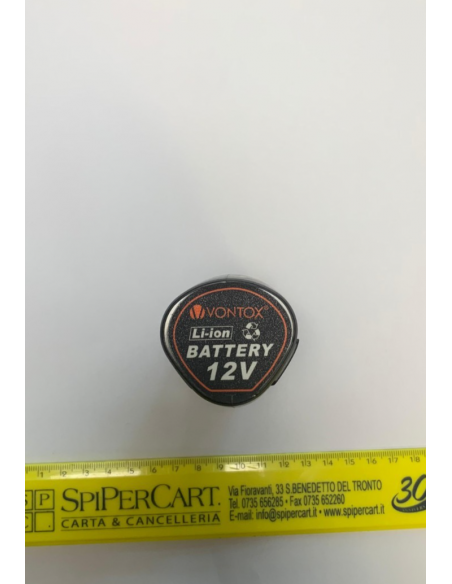 VONTOX®
Li-ion
BATTERY
12V
SPIPERCART.
CARTA & CANCELLERIA
Via Fioravanti, 33 S.BENEDETTO DEL TRONTO
Tel. 0735 656285 • Fax 0735 652260
E-mail: info@spipercart.it • www.spipercart.it
30
S P
C